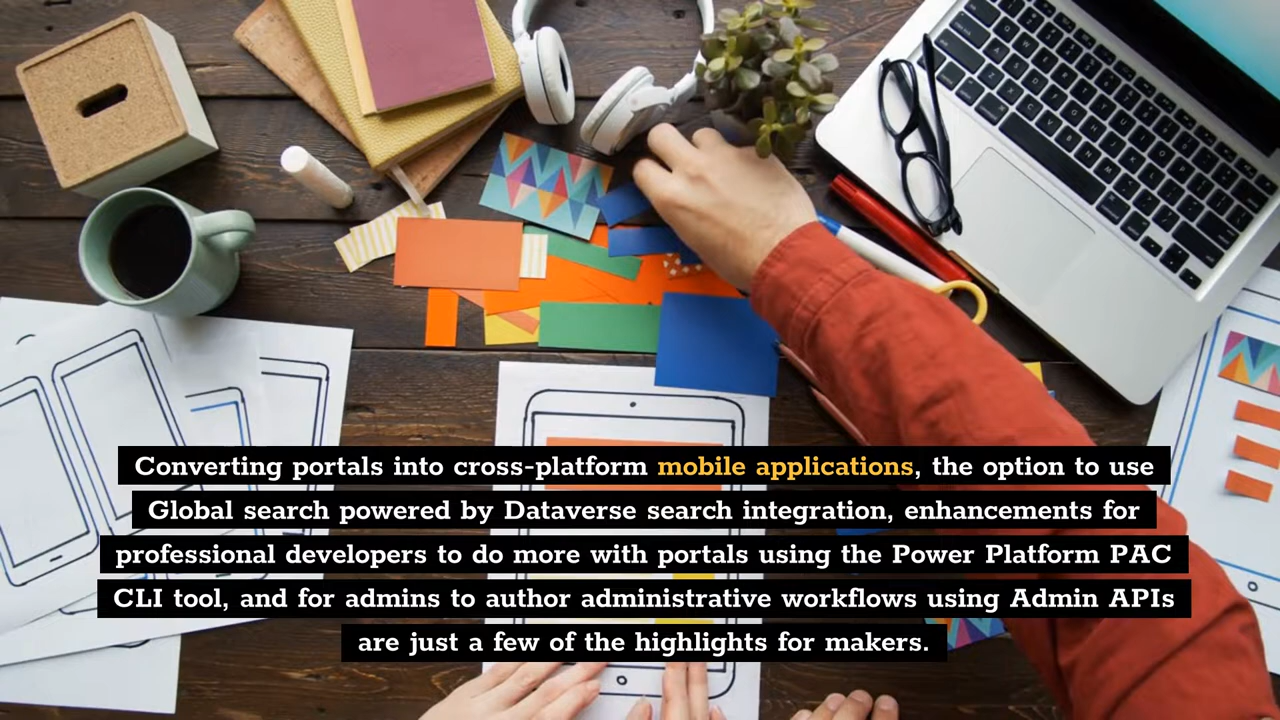 Converting portals into cross-platform mobile applications, the option to use
Global search powered by Dataverse search integration, enhancements for
professional developers to do more with portals using the Power Platform PAC
CLI tool, and for admins to author administrative workflows using Admin APIs
are just a few of the highlights for makers.